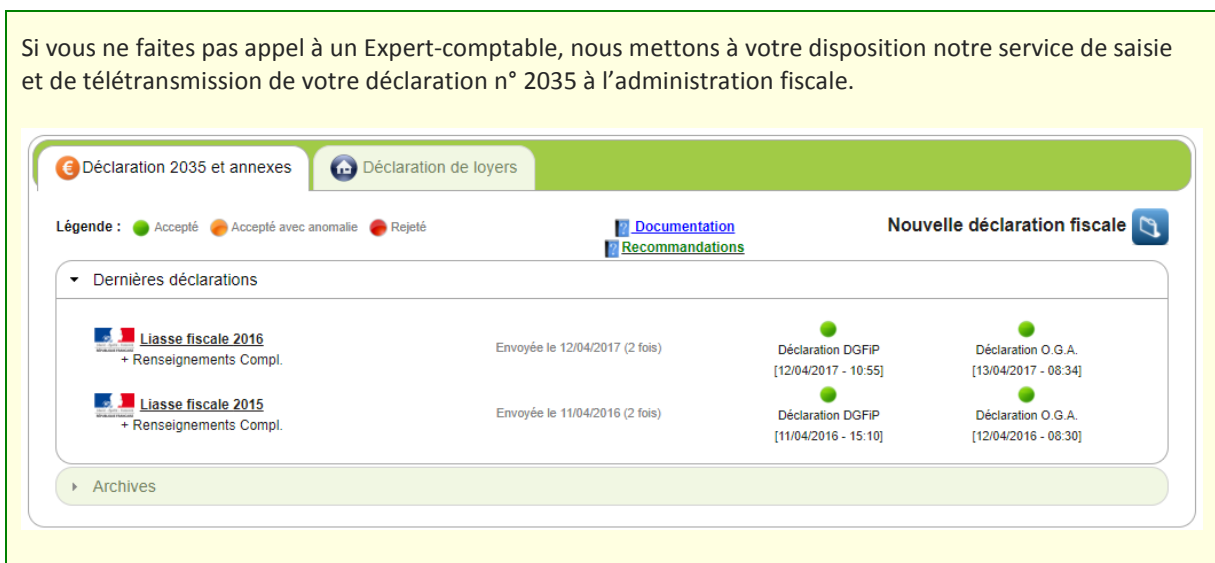 Si vous ne faites pas appel à un Expert-comptable, nous mettons à votre disposition notre service de saisie
et de télétransmission de votre déclaration n° 2035 à l’administration fiscale.
Déclaration 2035 et annexes
Déclaration de loyers
Légende : Accepté Accepté avec anomalie Rejeté
Documentation
Recommandations
Nouvelle déclaration fiscale
Dernières déclarations
Liasse fiscale 2016
+ Renseignements Compl.
Envoyée le 12/04/2017 (2 fois)
Déclaration DGFiP
[12/04/2017 - 10:55]
Déclaration O.G.A.
[13/04/2017 - 08:34]
Liasse fiscale 2015
+ Renseignements Compl.
Envoyée le 11/04/2016 (2 fois)
Déclaration DGFiP
[11/04/2016 - 15:10]
Déclaration O.G.A.
[12/04/2016 - 08:30]
Archives